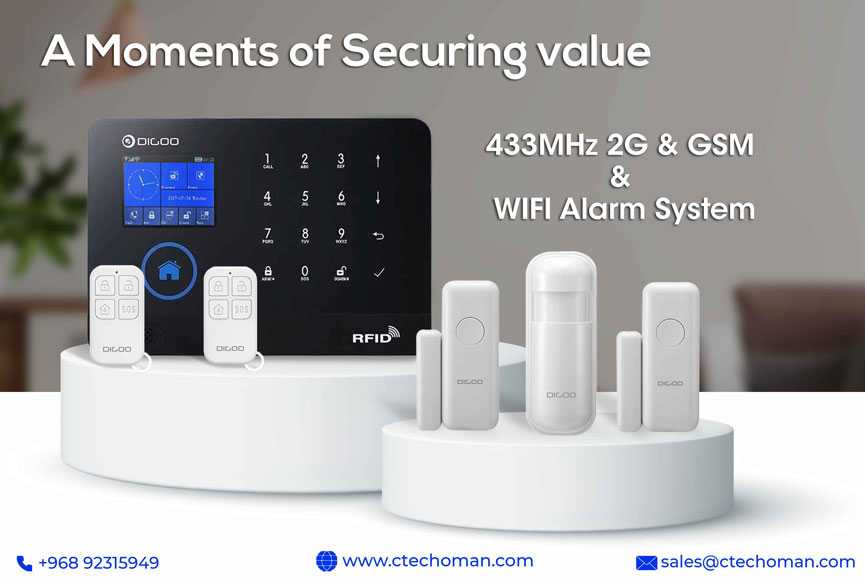 A Moments of Securing value
433MHz 2G & GSM
&
WIFI Alarm System
DIGOO
1 2 3
CALL ABC DEF
4 5 6
GHI JKL MNO
7 8 9
PQRS TUV WXYZ
0
SOS
RFID
SOS
DIGOO
SOS
DIGOO
DIGOO
DIGOO
DIGOO
+968 92315949
www.ctechoman.com
sales@ctechoman.com